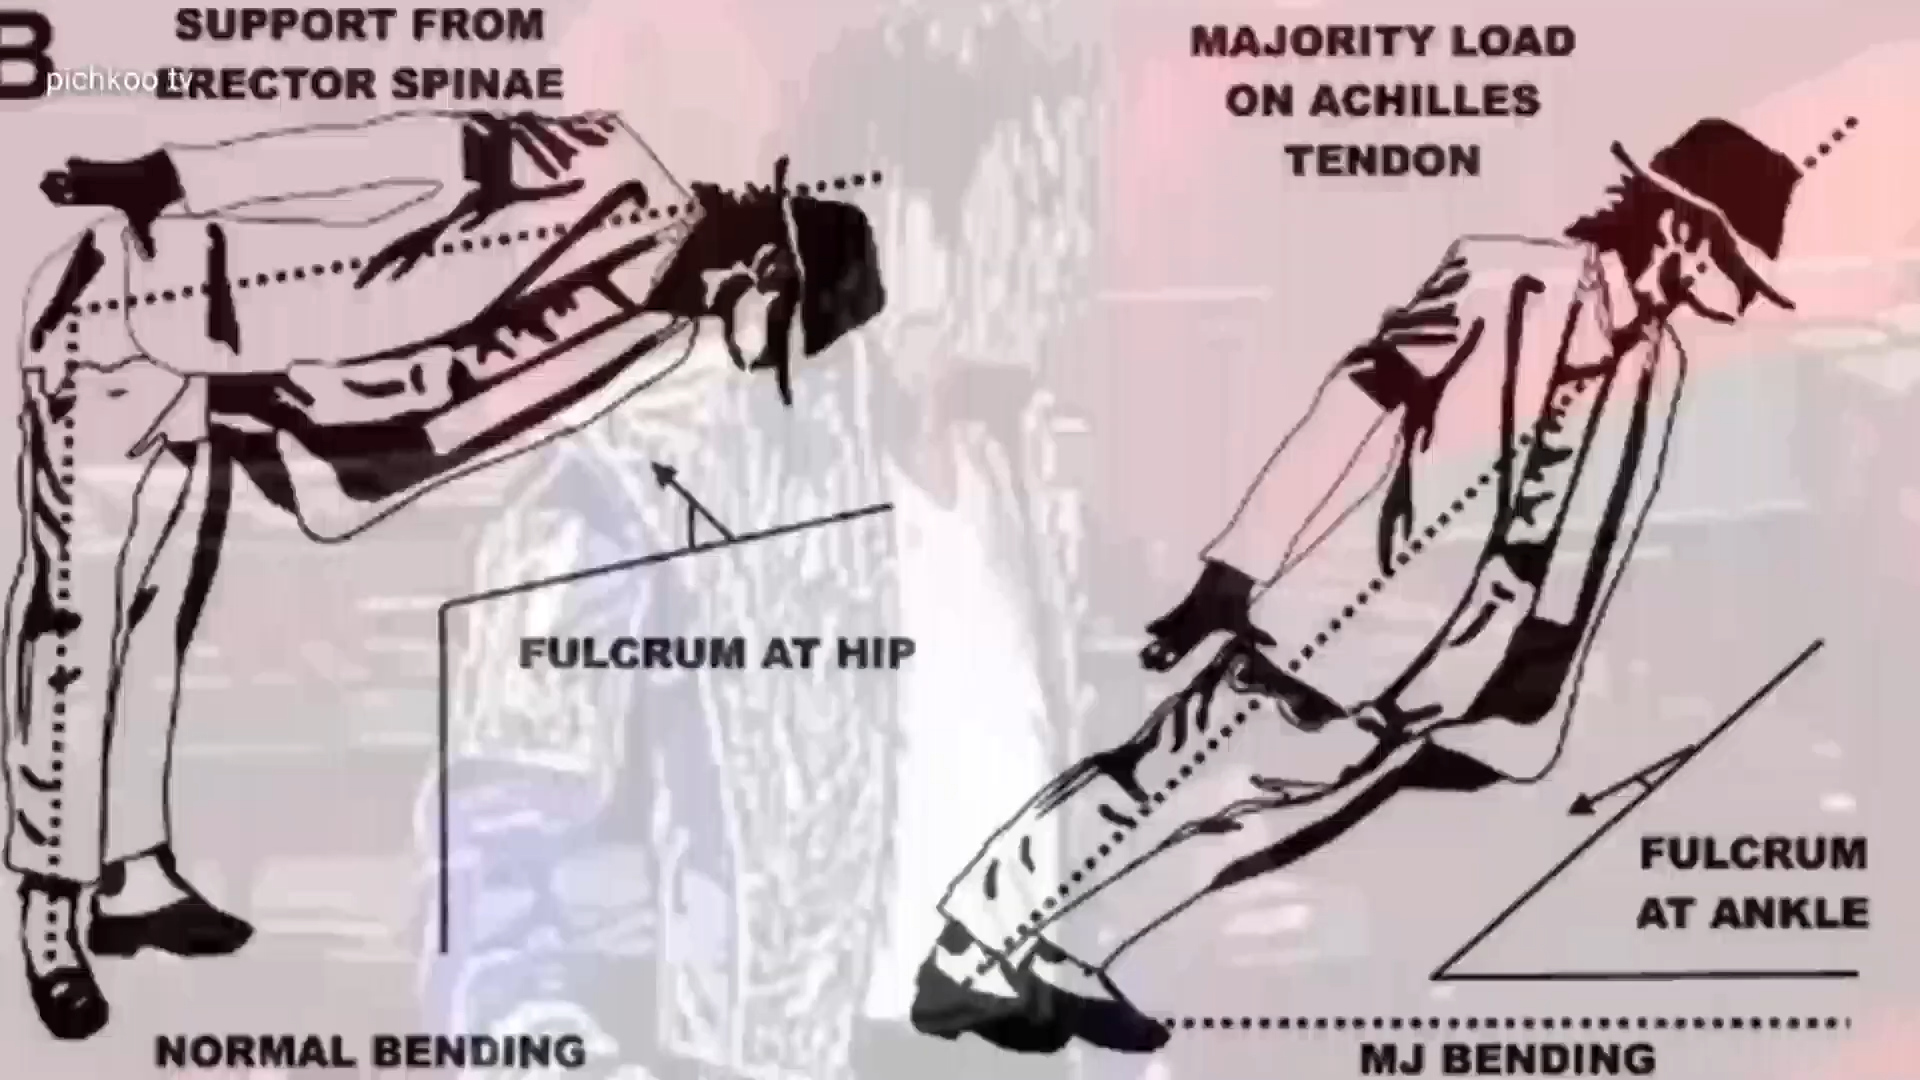 B
pichkoo tv
SUPPORT FROM
ERECTOR SPINAE
FULCRUM AT HIP
NORMAL BENDING
MAJORITY LOAD
ON ACHILLES
TENDON
FULCRUM
AT ANKLE
MJ BENDING